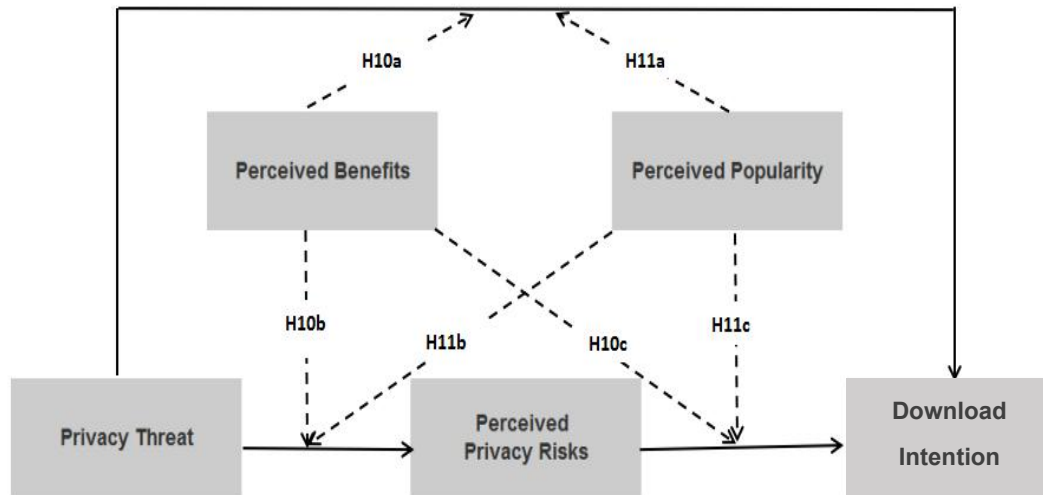 H10a
H11a
Perceived Benefits
Perceived Popularity
H10b
H11b
H10c
H11c
Privacy Threat
Perceived
Privacy Risks
Download
Intention